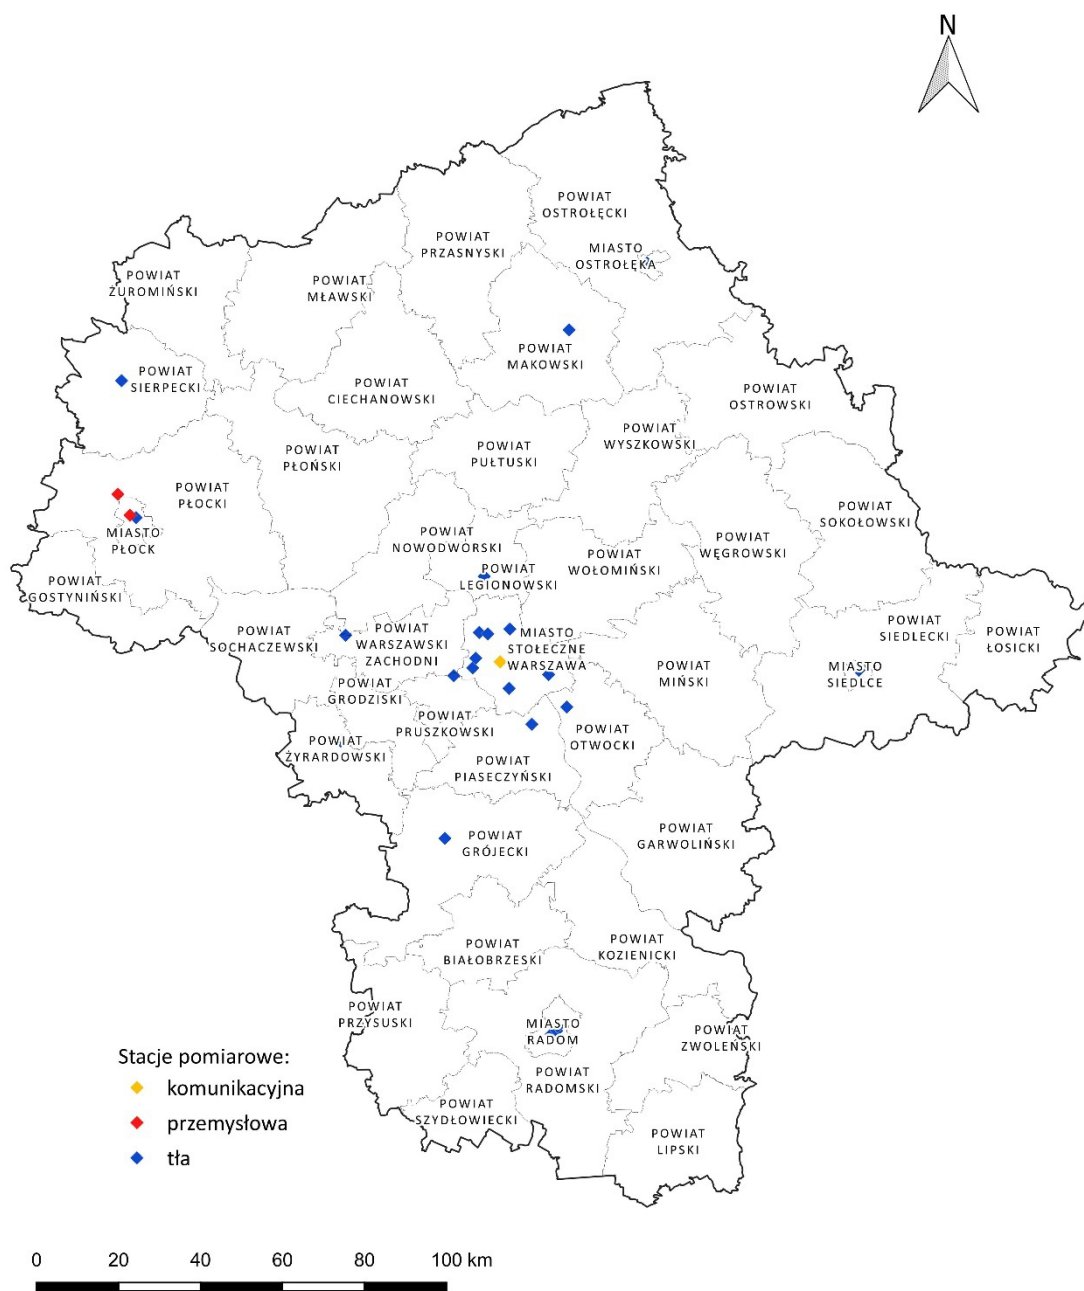 N
POWIAT
OSTROŁĘCKI
MIASTO
OSTROŁĘKA
POWIAT
PRZASNYSKI
POWIAT
ŻUROMIŃSKI
POWIAT
MŁAWSKI
POWIAT
MAKOWSKI
POWIAT
SIERPECKI
POWIAT
CIECHANOWSKI
POWIAT
OSTROWSKI
POWIAT
WYSZKOWSKI
POWIAT
PŁOŃSKI
POWIAT
PUŁTUSKI
POWIAT
PŁOCKI
POWIAT
SOKOŁOWSKI
MIASTO
PŁOCK
POWIAT
NOWODWORSKI
POWIAT
WĘGROWSKI
POWIAT
WOŁOMIŃSKI
POWIAT
LEGIONOWSKI
POWIAT
GOSTYNIŃSKI
POWIAT
SIEDLECKI
POWIAT
ŁOSICKI
POWIAT
SOCHACZEWSKI
POWIAT
WARSZAWSKI
ZACHODNI
MIASTO
STOŁECZNE
WARSZAWA
POWIAT
MIŃSKI
MIASTO
SIEDLCE
POWIAT
GRODZISKI
POWIAT
PRUSZKOWSKI
POWIAT
OTWOCKI
POWIAT
ŻYRARDOWSKI
POWIAT
PIASECZYŃSKI
POWIAT
GRÓJECKI
POWIAT
GARWOLIŃSKI
POWIAT
BIAŁOBRZESKI
POWIAT
KOZIENICKI
POWIAT
PRZYSUSKI
MIASTO
RADOM
POWIAT
ZWOLEŃSKI
POWIAT
RADOMSKI
POWIAT
SZYDŁOWIECKI
POWIAT
LIPSKI
Stacje pomiarowe:
komunikacyjna
przemysłowa
tła
0 20 40 60 80 100 km